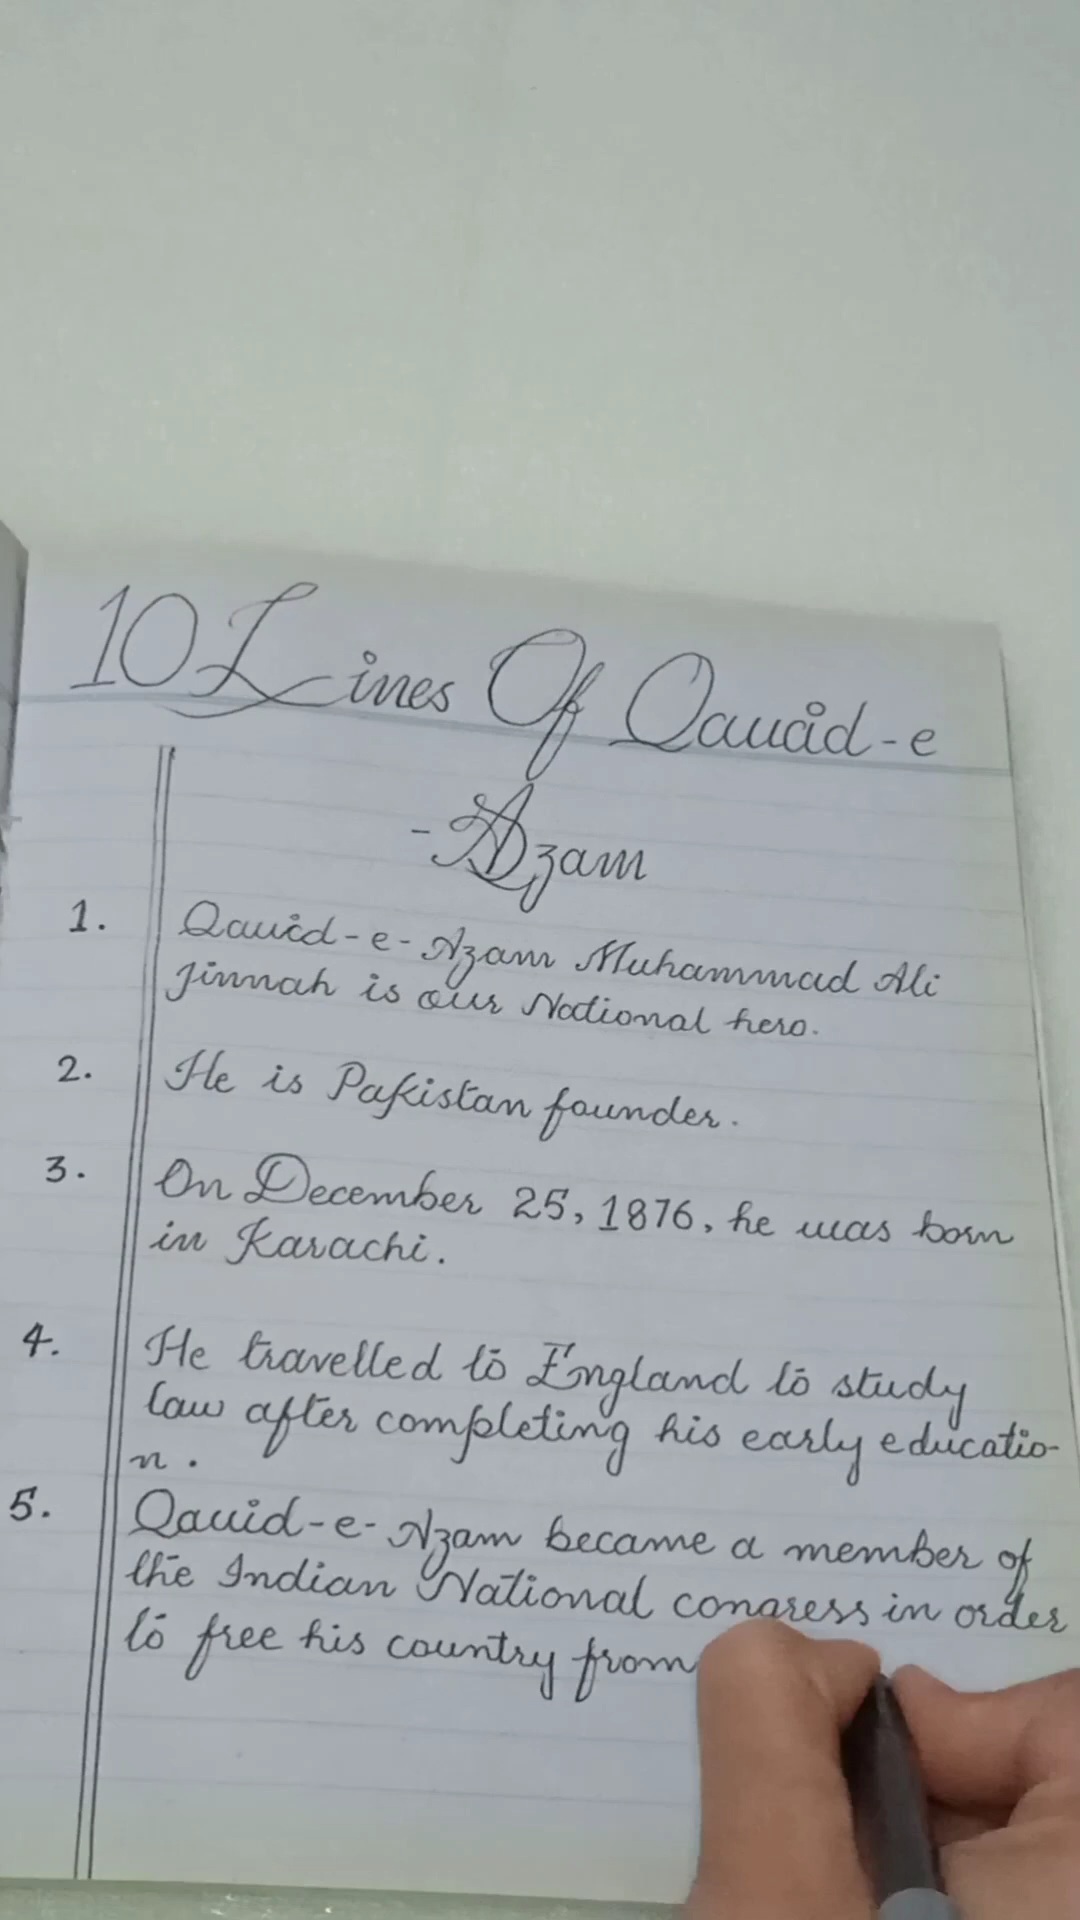 10 Lines Of Qauid-e
-Azam
1. Qauid-e-Azam Muhammad Ali
Jinnah is our National hero.
2. He is Pakistan founder.
3. On December 25, 1876, he was born
in Karachi.
4. He travelled to England to study
law after completing his early educatio-
n.
5. Qauid-e-Azam became a member of
the Indian National congress in order
to free his country from